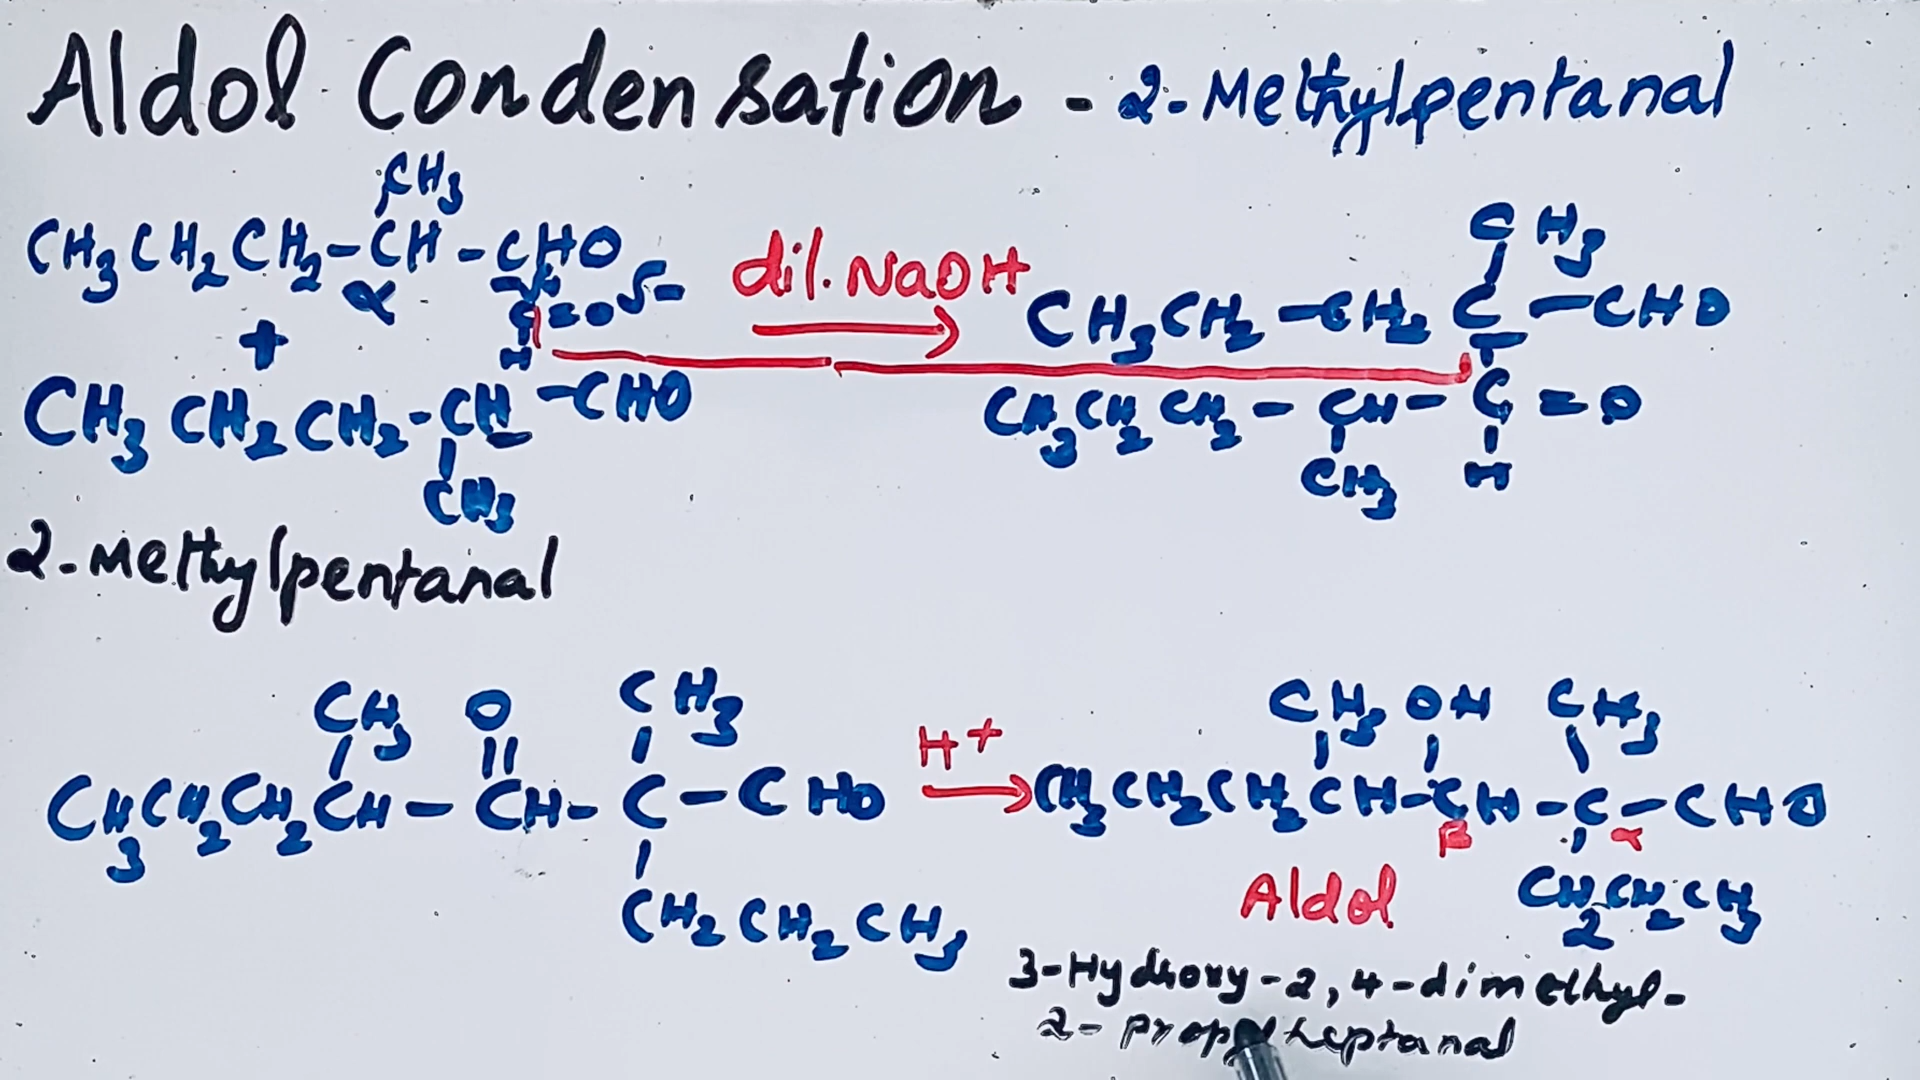 Aldol Condensation - 2-Methylpentanal
CH3
CH3CH2CH2-CH-CHO
α
C=O δ-
H
+
CH3CH2CH2-CH-CHO
CH3
2-Methylpentanal
dil. NaOH
CH3
CH3CH2-CH2 C-CHO
CH3CH2CH2-CH-C=O
CH3 H
CH3 O CH3
CH3CH2CH2CH-CH-C-CHO
CH2CH2CH3
H+
CH3 OH CH3
CH3CH2CH2CH-CH-C-CHO
β α
CH2CH2CH3
Aldol
3-Hydroxy-2,4-dimethyl-
2-propylheptanal